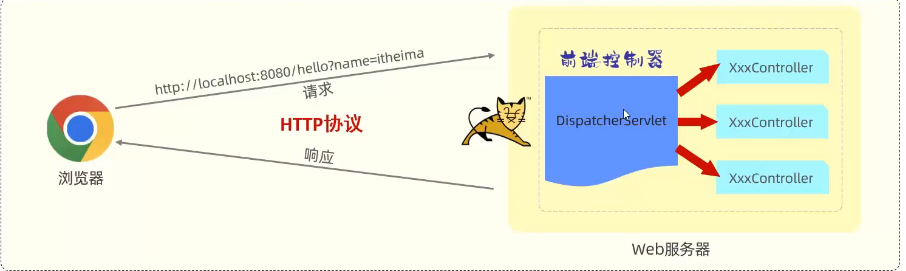 http://localhost:8080/hello?name=itheima
请求
HTTP协议
响应
浏览器
前端控制器
DispatcherServlet
XxxController
XxxController
XxxController
TM
Web服务器